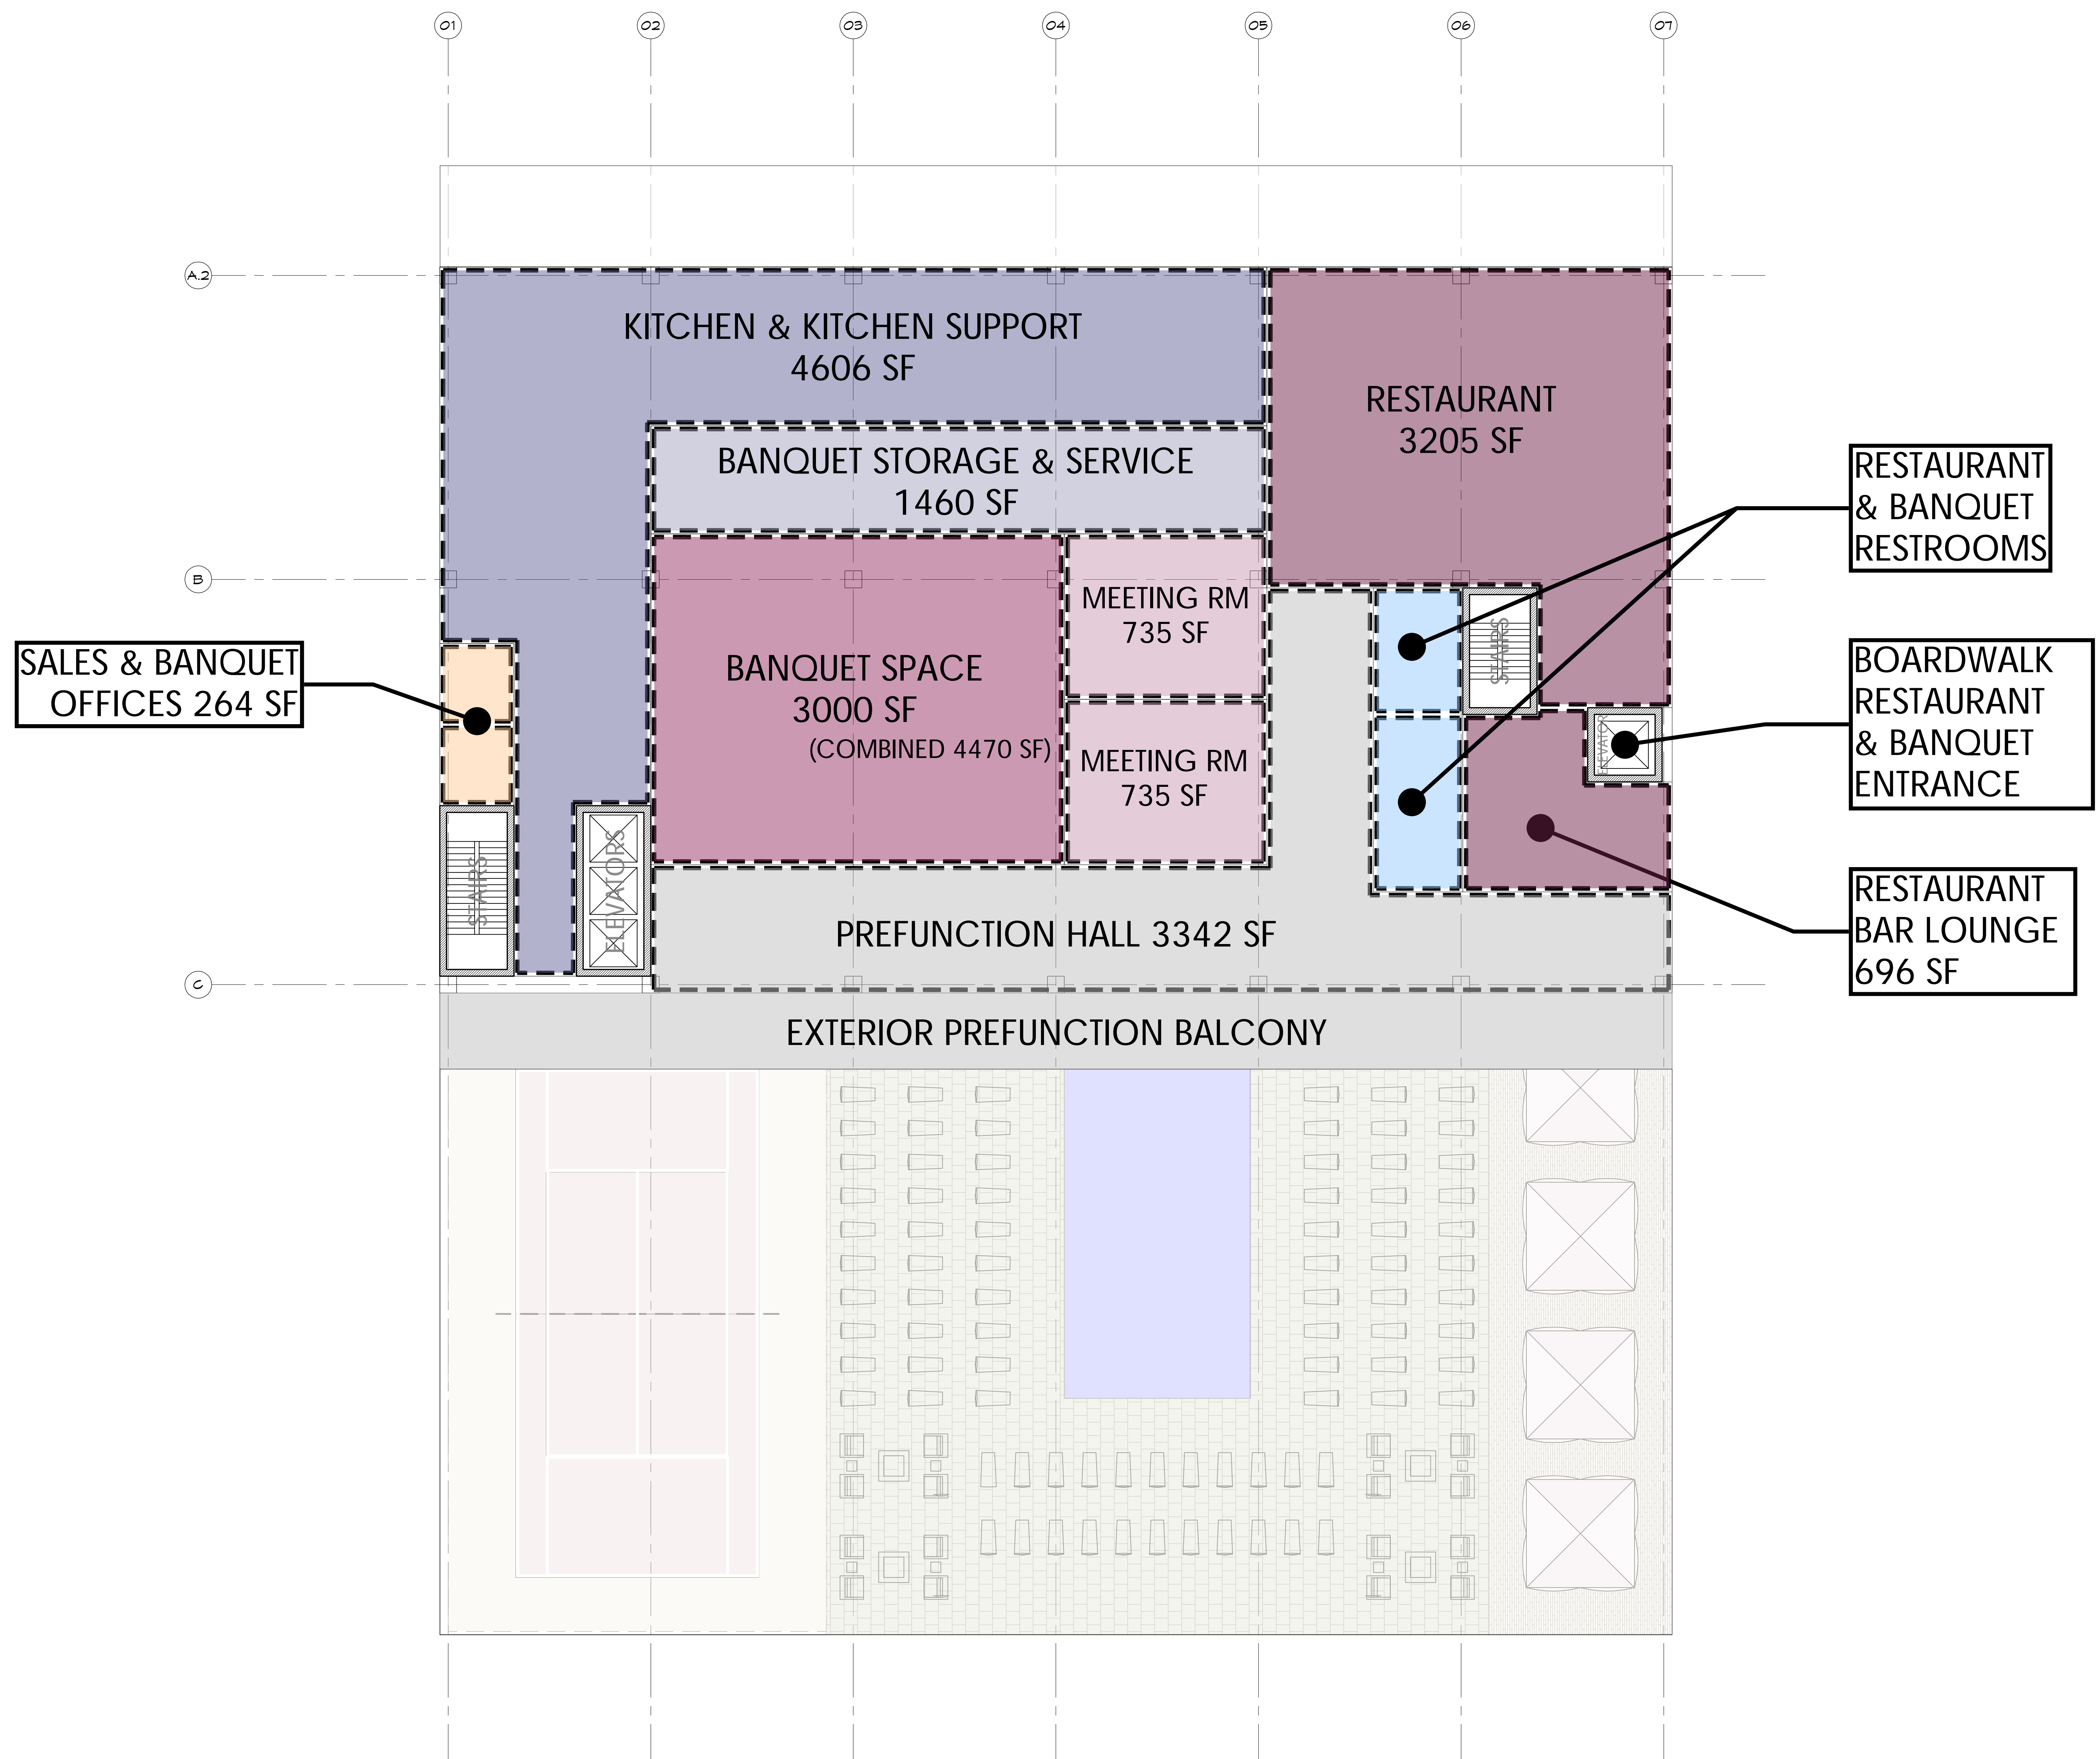 01 02 03 04 05 06 07
A.2
KITCHEN & KITCHEN SUPPORT
4606 SF
RESTAURANT
3205 SF
BANQUET STORAGE & SERVICE
1460 SF
RESTAURANT
& BANQUET
RESTROOMS
B
MEETING RM
735 SF
STAIRS
SALES & BANQUET
OFFICES 264 SF
BANQUET SPACE
3000 SF
(COMBINED 4470 SF)
MEETING RM
735 SF
ELEVATOR
BOARDWALK
RESTAURANT
& BANQUET
ENTRANCE
STAIRS
ELEVATORS
RESTAURANT
BAR LOUNGE
696 SF
PREFUNCTION HALL 3342 SF
C
EXTERIOR PREFUNCTION BALCONY